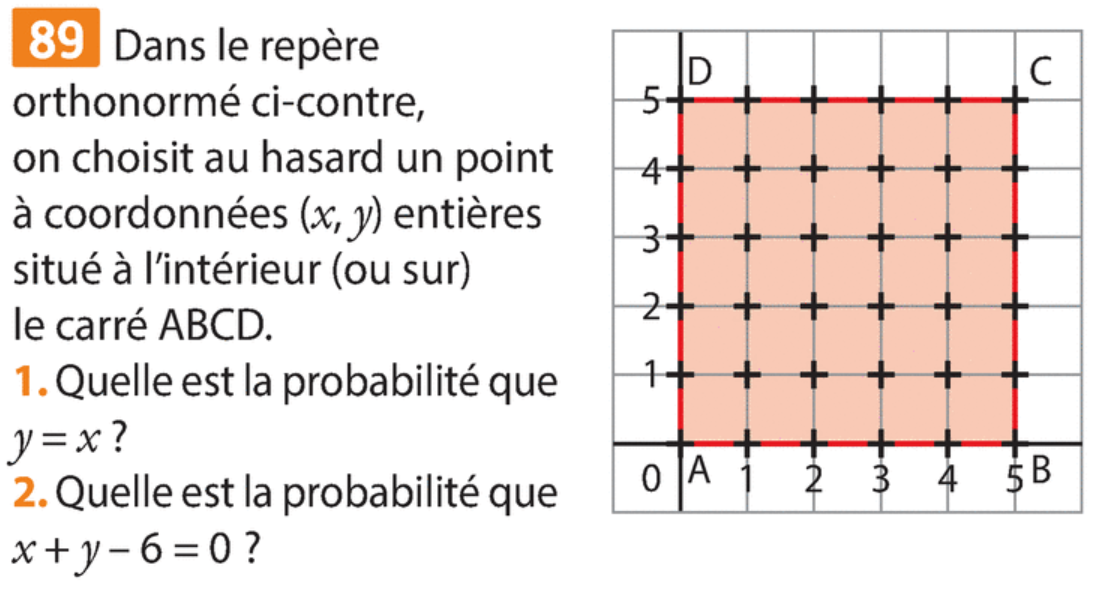 89 Dans le repère
orthonormé ci-contre,
on choisit au hasard un point
à coordonnées (x, y) entières
situé à l'intérieur (ou sur)
le carré ABCD.
1. Quelle est la probabilité que
y = x ?
2. Quelle est la probabilité que
x + y – 6 = 0 ?
D C
5
4
3
2
1
0 A 1 2 3 4 5 B